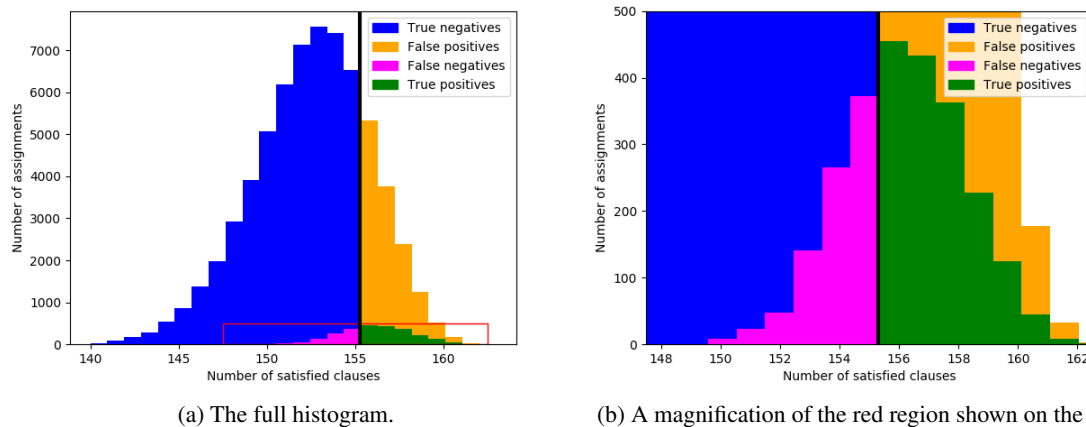 True negatives
False positives
False negatives
True positives
Number of assignments
7000
6000
5000
4000
3000
2000
1000
0
140
145
150
155
160
Number of satisfied clauses
(a) The full histogram.
True negatives
False positives
False negatives
True positives
Number of assignments
500
400
300
200
100
0
148
150
152
154
156
158
160
162
Number of satisfied clauses
(b) A magnification of the red region shown on the